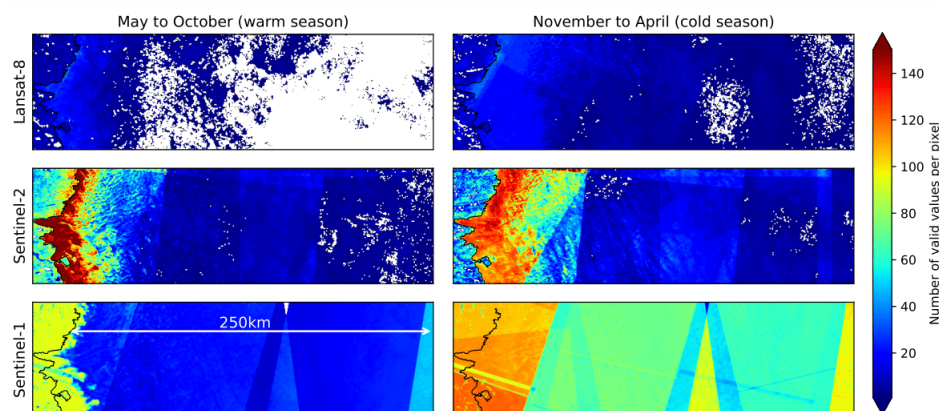 May to October (warm season)
November to April (cold season)
Lansat-8
Sentinel-2
Sentinel-1
250km
140
120
100
80
60
40
20
Number of valid values per pixel